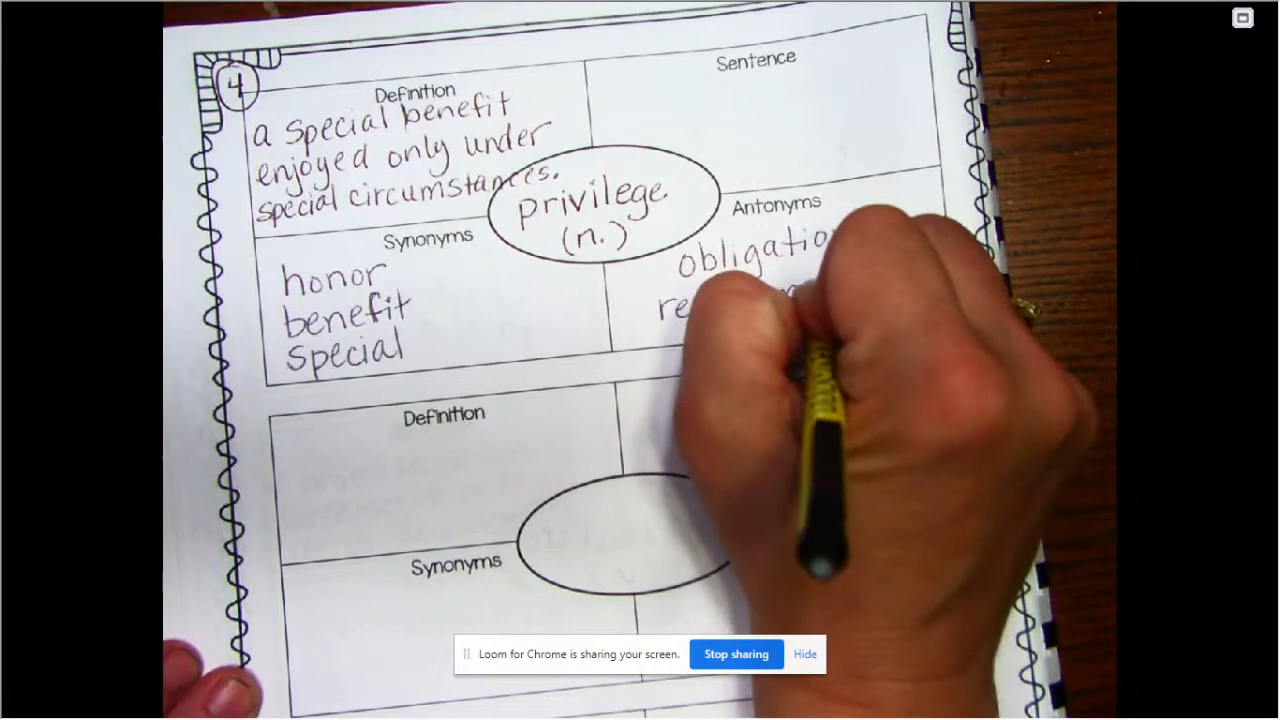 4
Definition
a special benefit
enjoyed only under
special circumstances.
Sentence
privilege
(n.)
Synonyms
honor
benefit
special
Antonyms
Definition
Synonyms
Loom for Chrome is sharing your screen. Stop sharing Hide